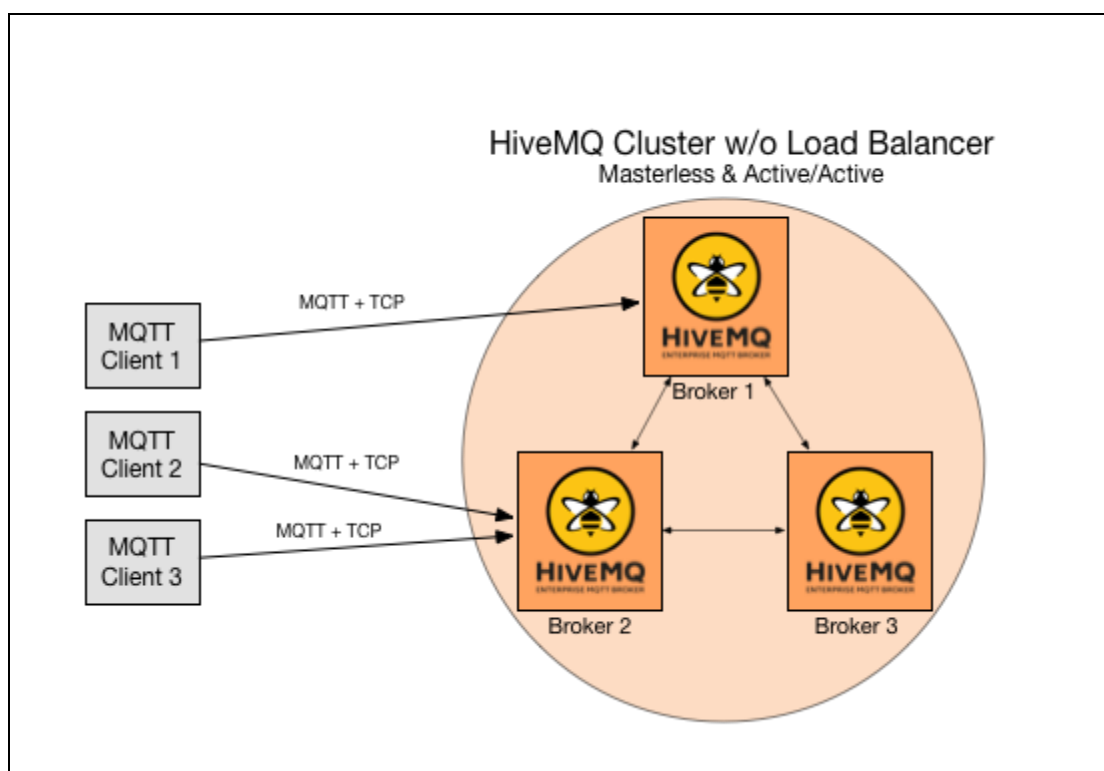 HiveMQ Cluster w/o Load Balancer
Masterless & Active/Active
HIVEMQ
ENTERPRISE MQTT BROKER
Broker 1
MQTT + TCP
MQTT
Client 1
MQTT
Client 2
MQTT + TCP
MQTT
Client 3
MQTT + TCP
HIVEMQ
ENTERPRISE MQTT BROKER
Broker 2
HIVEMQ
ENTERPRISE MQTT BROKER
Broker 3